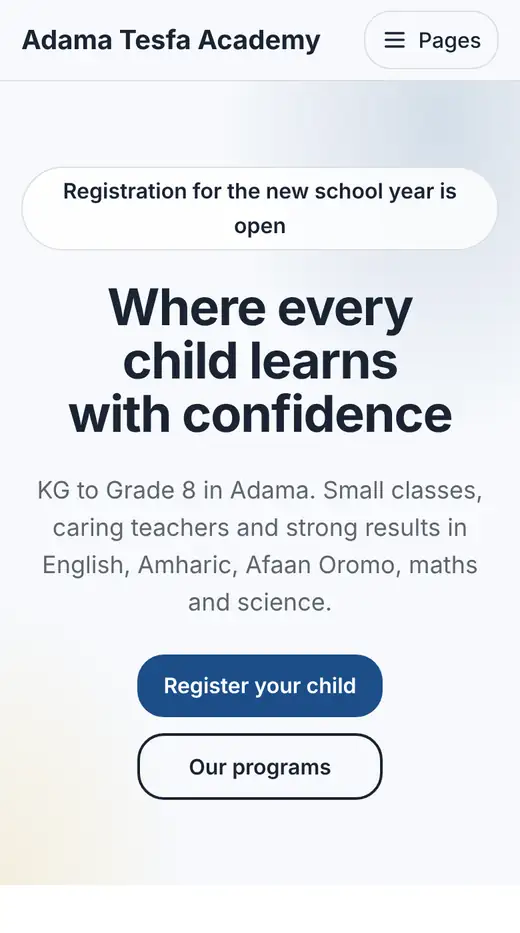 Adama Tesfa Academy
Pages
Registration for the new school year is
open
Where every
child learns
with confidence
KG to Grade 8 in Adama. Small classes,
caring teachers and strong results in
English, Amharic, Afaan Oromo, maths
and science.
Register your child
Our programs